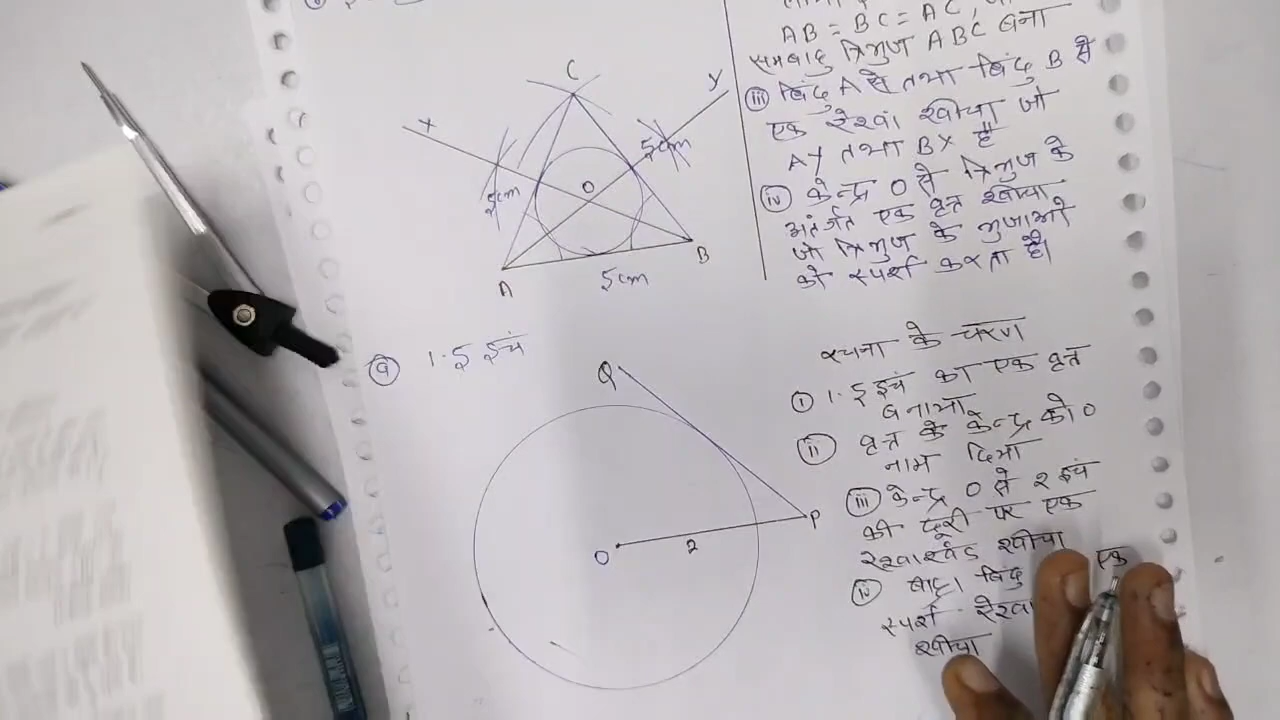 C
Y
X
5cm
5cm
O
A
B
5cm
AB = BC = AC,
समबाहु त्रिभुज ABC बना
iii बिंदु A से तथा बिंदु B से
एक रेखा खींचा जो
AY तथा BX है
iv केन्द्र O से त्रिभुज के
अंतर्गत एक वृत्त खींचा
जो त्रिभुज के भुजाओं
को स्पर्श करता है।
9 1.5 इंच
Q
P
O
2
रचना के चरण
i 1.5 इंच का एक वृत्त
बनाओ
ii वृत्त के केन्द्र को O
नाम दिया
iii केन्द्र O से 2 इंच
की दूरी पर एक
रेखाखंड खींचा
iv बाह्य बिंदु एक
स्पर्श रेखा
खींचा